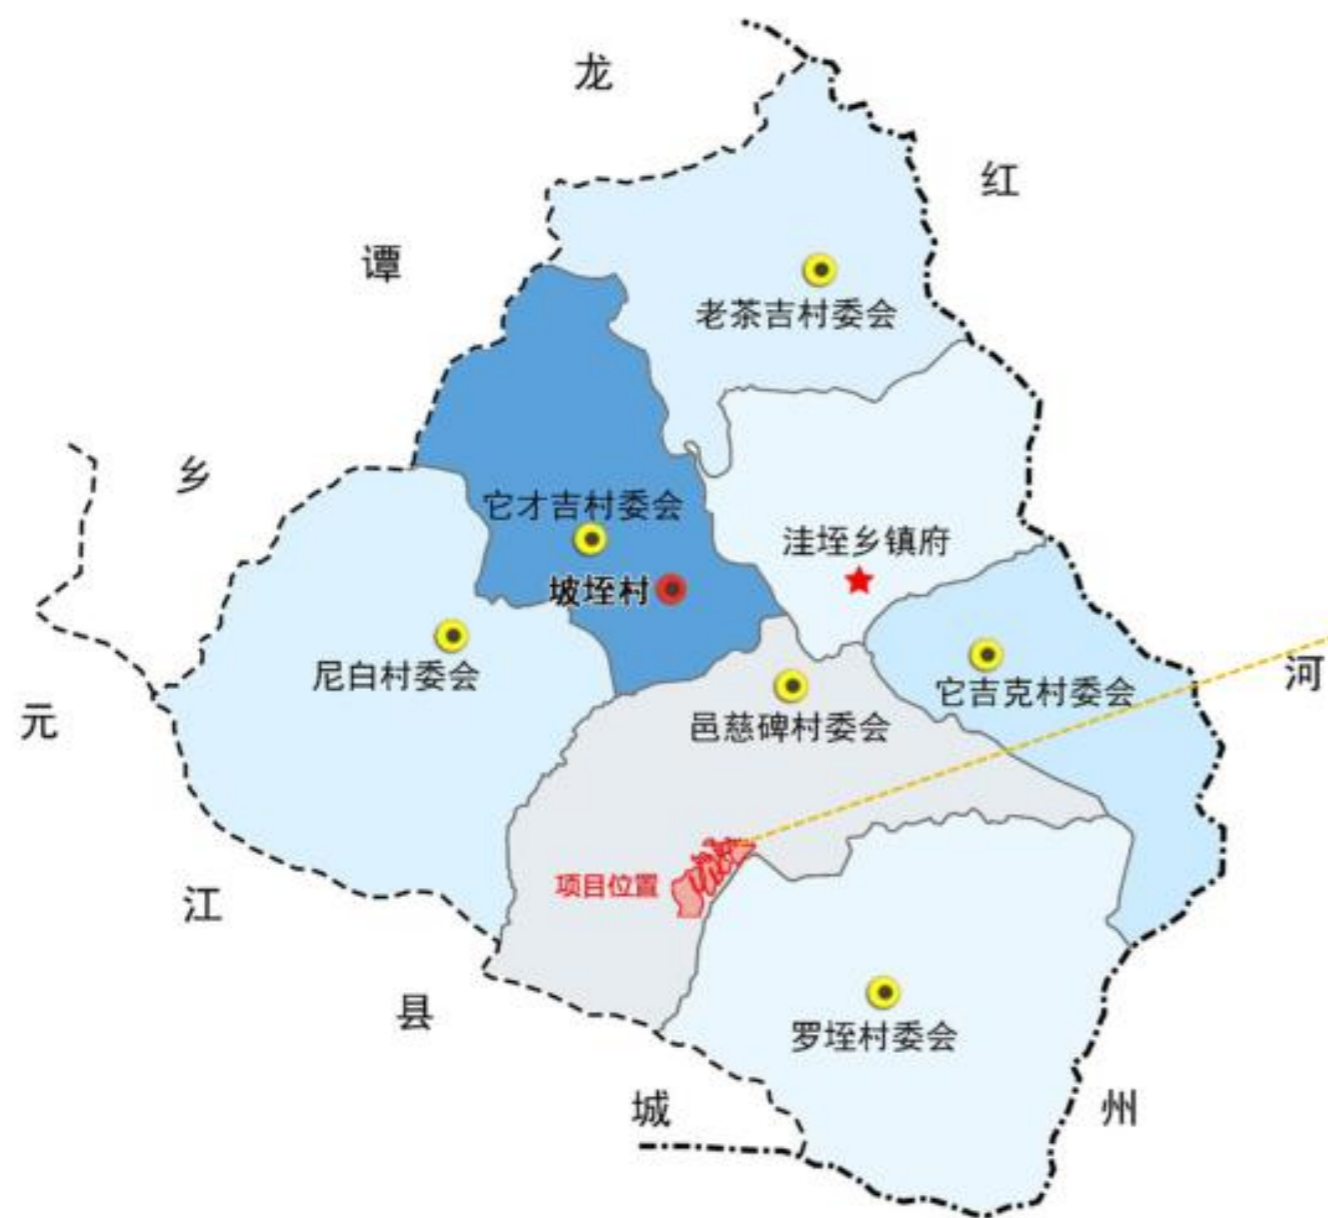 龙
红
谭
老茶吉村委会
乡
它才吉村委会
洼垤乡镇府
坡垤村
尼白村委会
邑慈碑村委会
它吉克村委会
河
元
项目位置
江
县
罗垤村委会
城
州